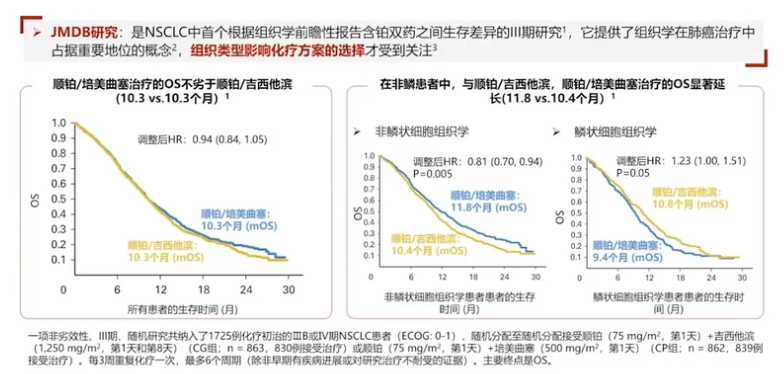 JMDB研究：是NSCLC中首个根据组织学前瞻性报告含铂双药之间生存差异的III期研究1，它提供了组织学在肺癌治疗中
占据重要地位的概念2，组织类型影响化疗方案的选择才受到关注3
顺铂/培美曲塞治疗的OS不劣于顺铂/吉西他滨
(10.3 vs.10.3个月) 1
调整后HR：0.94 (0.84, 1.05)
1.0
0.9
0.8
0.7
0.6
0.5
0.4
0.3
0.2
0.1
OS
顺铂/培美曲塞：
10.3个月 (mOS)
顺铂/吉西他滨：
10.3个月 (mOS)
0 6 12 18 24 30
所有患者的生存时间 (月)
在非鳞患者中，与顺铂/吉西他滨，顺铂/培美曲塞治疗的OS显著延
长(11.8 vs.10.4个月) 1
非鳞状细胞组织学
调整后HR：0.81 (0.70, 0.94)
P=0.005
1.0
0.9
0.8
0.7
0.6
0.5
0.4
0.3
0.2
0.1
OS
顺铂/培美曲塞：
11.8个月 (mOS)
顺铂/吉西他滨：
10.4个月 (mOS)
0 6 12 18 24 30
非鳞状细胞组织学患者患者的生存
时间 (月)
鳞状细胞组织学
调整后HR：1.23 (1.00, 1.51)
P=0.05
1.0
0.9
0.8
0.7
0.6
0.5
0.4
0.3
0.2
0.1
OS
顺铂/吉西他滨：
10.8个月 (mOS)
顺铂/培美曲塞：
9.4个月 (mOS)
0 6 12 18 24 30
鳞状细胞组织学患者患者的生存时
间 (月)
一项非劣效性、III期、随机研究共纳入了1725例化疗初治的ⅢB或Ⅳ期NSCLC患者（ECOG: 0-1），随机分配至随机分配接受顺铂（75 mg/m2，第1天）+吉西他滨
（1,250 mg/m2，第1天和第8天）（CG组；n = 863，830例接受治疗）或顺铂（75 mg/m2，第1天）+培美曲塞（500 mg/m2，第1天）（CP组；n = 862，839例
接受治疗）。每3周重复化疗一次，最多6个周期（除非早期有疾病进展或对研究治疗不耐受的证据）。主要终点是OS。